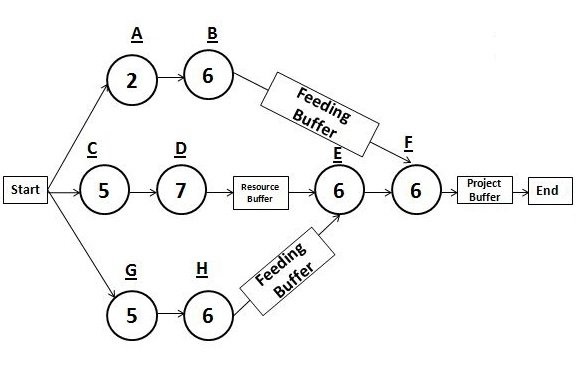 A
B
2
6
Feeding
Buffer
C
D
E
F
Start
5
7
Resource
Buffer
6
6
Project
Buffer
End
G
H
5
6
Feeding
Buffer